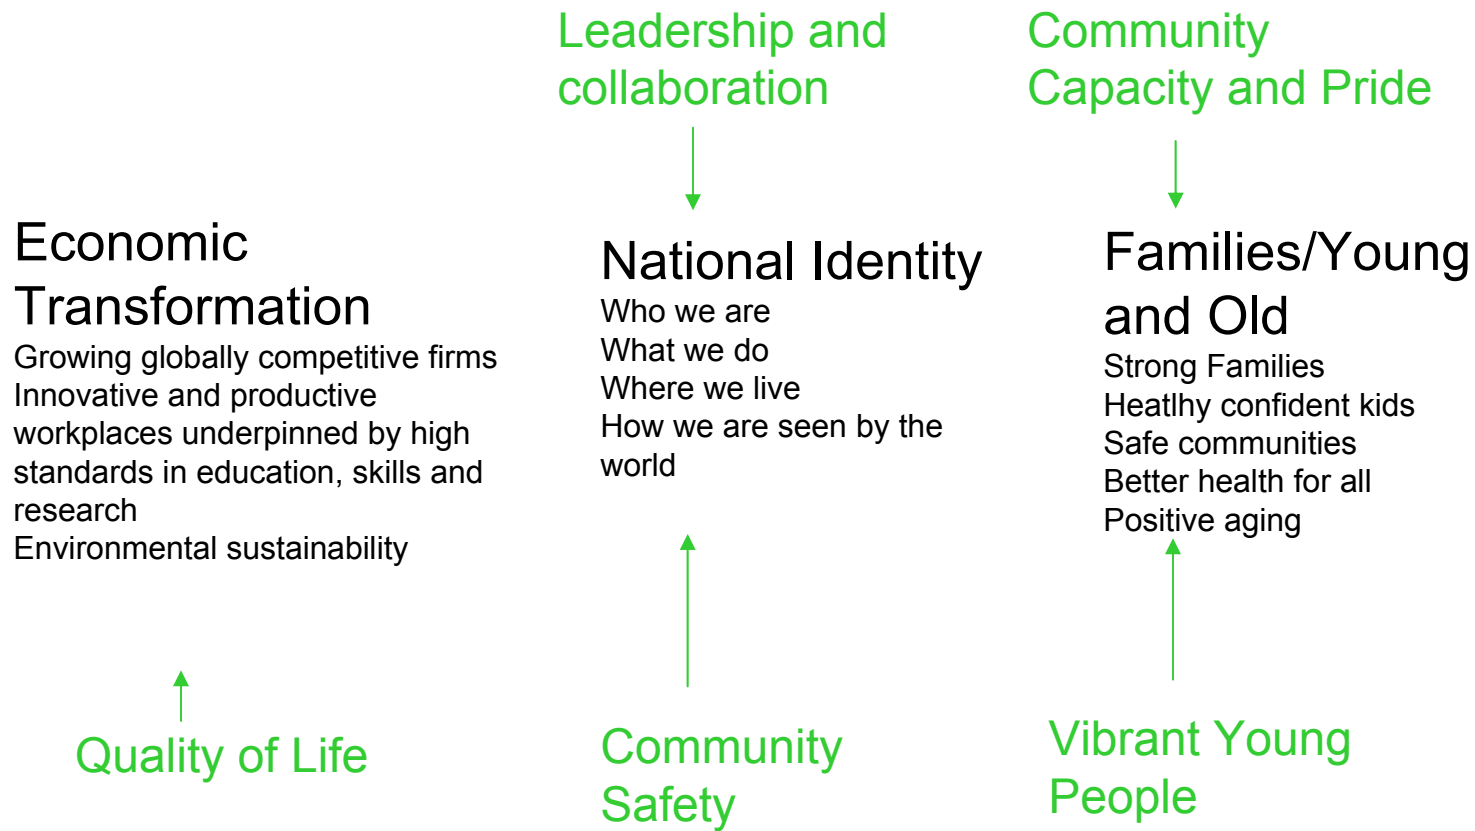 Leadership and
collaboration
Community
Capacity and Pride
Economic
Transformation
Growing globally competitive firms
Innovative and productive
workplaces underpinned by high
standards in education, skills and
research
Environmental sustainability
National Identity
Who we are
What we do
Where we live
How we are seen by the
world
Families/Young
and Old
Strong Families
Heatlhy confident kids
Safe communities
Better health for all
Positive aging
Quality of Life
Community
Safety
Vibrant Young
People